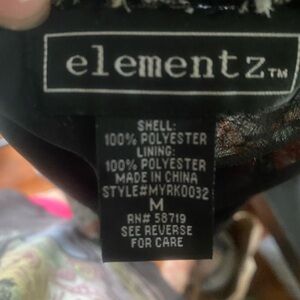 elementz™
SHELL:
100% POLYESTER
LINING:
100% POLYESTER
MADE IN CHINA
STYLE#MYRK0032
M
RN# 58719
SEE REVERSE
FOR CARE